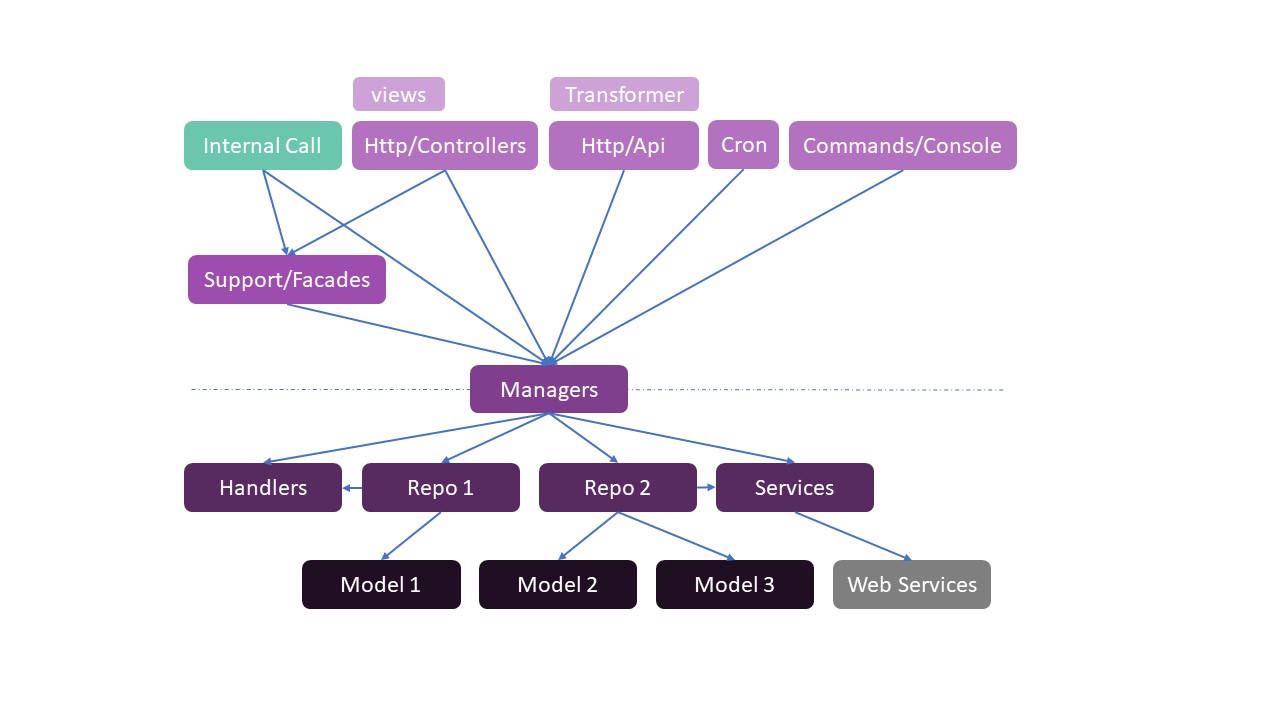 views
Transformer
Internal Call
Http/Controllers
Http/Api
Cron
Commands/Console
Support/Facades
Managers
Handlers
Repo 1
Repo 2
Services
Model 1
Model 2
Model 3
Web Services